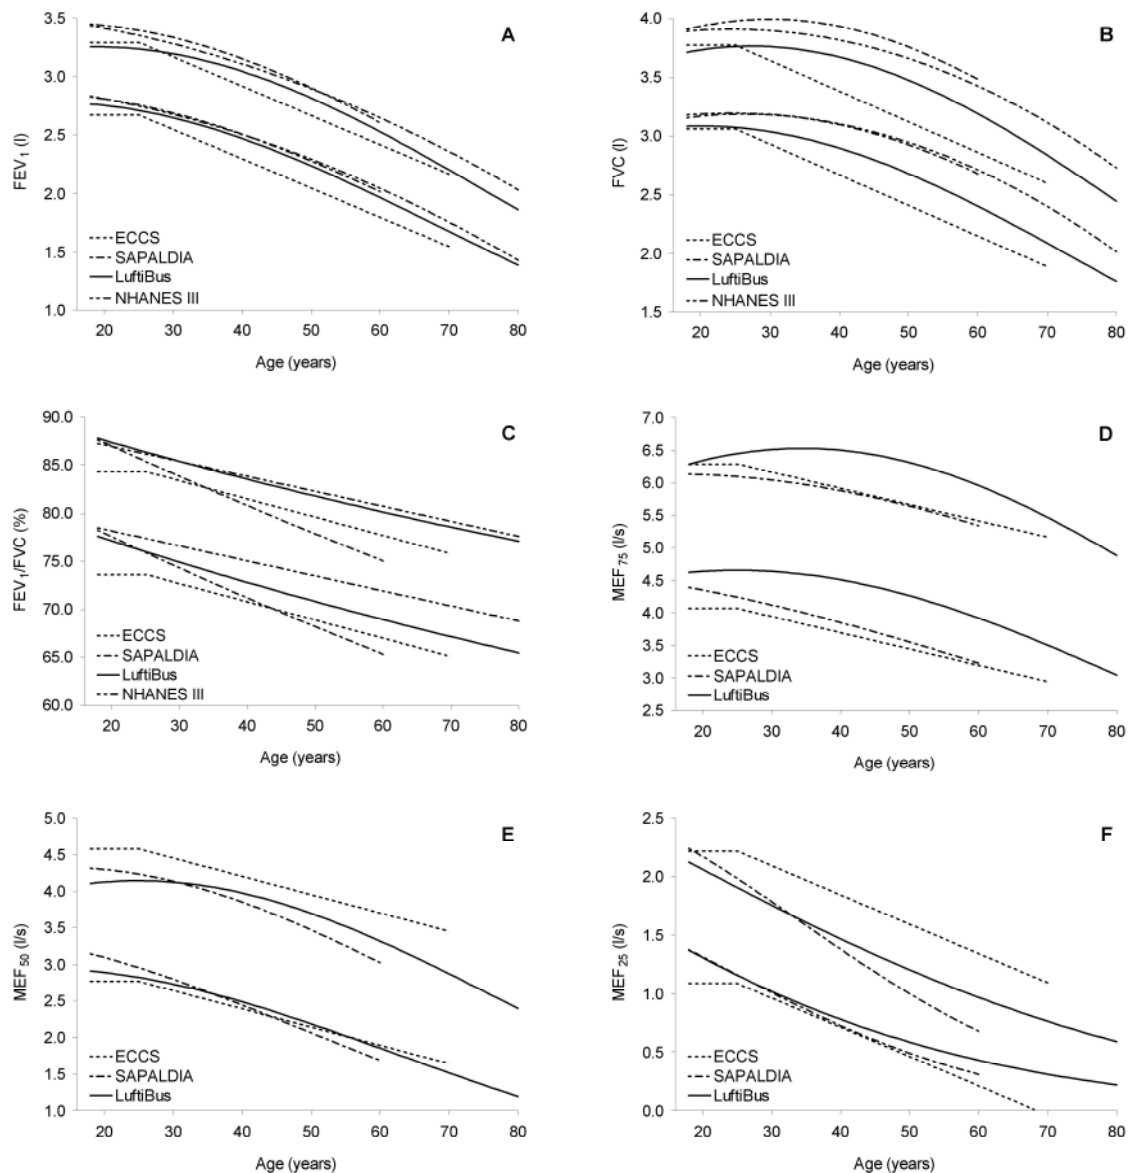 A
FEV₁ (l)
3.5
3.0
2.5
2.0
1.5
1.0
ECCS
SAPALDIA
LuftiBus
NHANES III
20 30 40 50 60 70 80
Age (years)
B
FVC (l)
4.0
3.5
3.0
2.5
2.0
1.5
ECCS
SAPALDIA
LuftiBus
NHANES III
20 30 40 50 60 70 80
Age (years)
C
FEV₁/FVC (%)
90.0
85.0
80.0
75.0
70.0
65.0
60.0
ECCS
SAPALDIA
LuftiBus
NHANES III
20 30 40 50 60 70 80
Age (years)
D
MEF₇₅ (l/s)
7.0
6.5
6.0
5.5
5.0
4.5
4.0
3.5
3.0
2.5
ECCS
SAPALDIA
LuftiBus
20 30 40 50 60 70 80
Age (years)
E
MEF₅₀ (l/s)
5.0
4.5
4.0
3.5
3.0
2.5
2.0
1.5
1.0
ECCS
SAPALDIA
LuftiBus
20 30 40 50 60 70 80
Age (years)
F
MEF₂₅ (l/s)
2.5
2.0
1.5
1.0
0.5
0.0
ECCS
SAPALDIA
LuftiBus
20 30 40 50 60 70 80
Age (years)